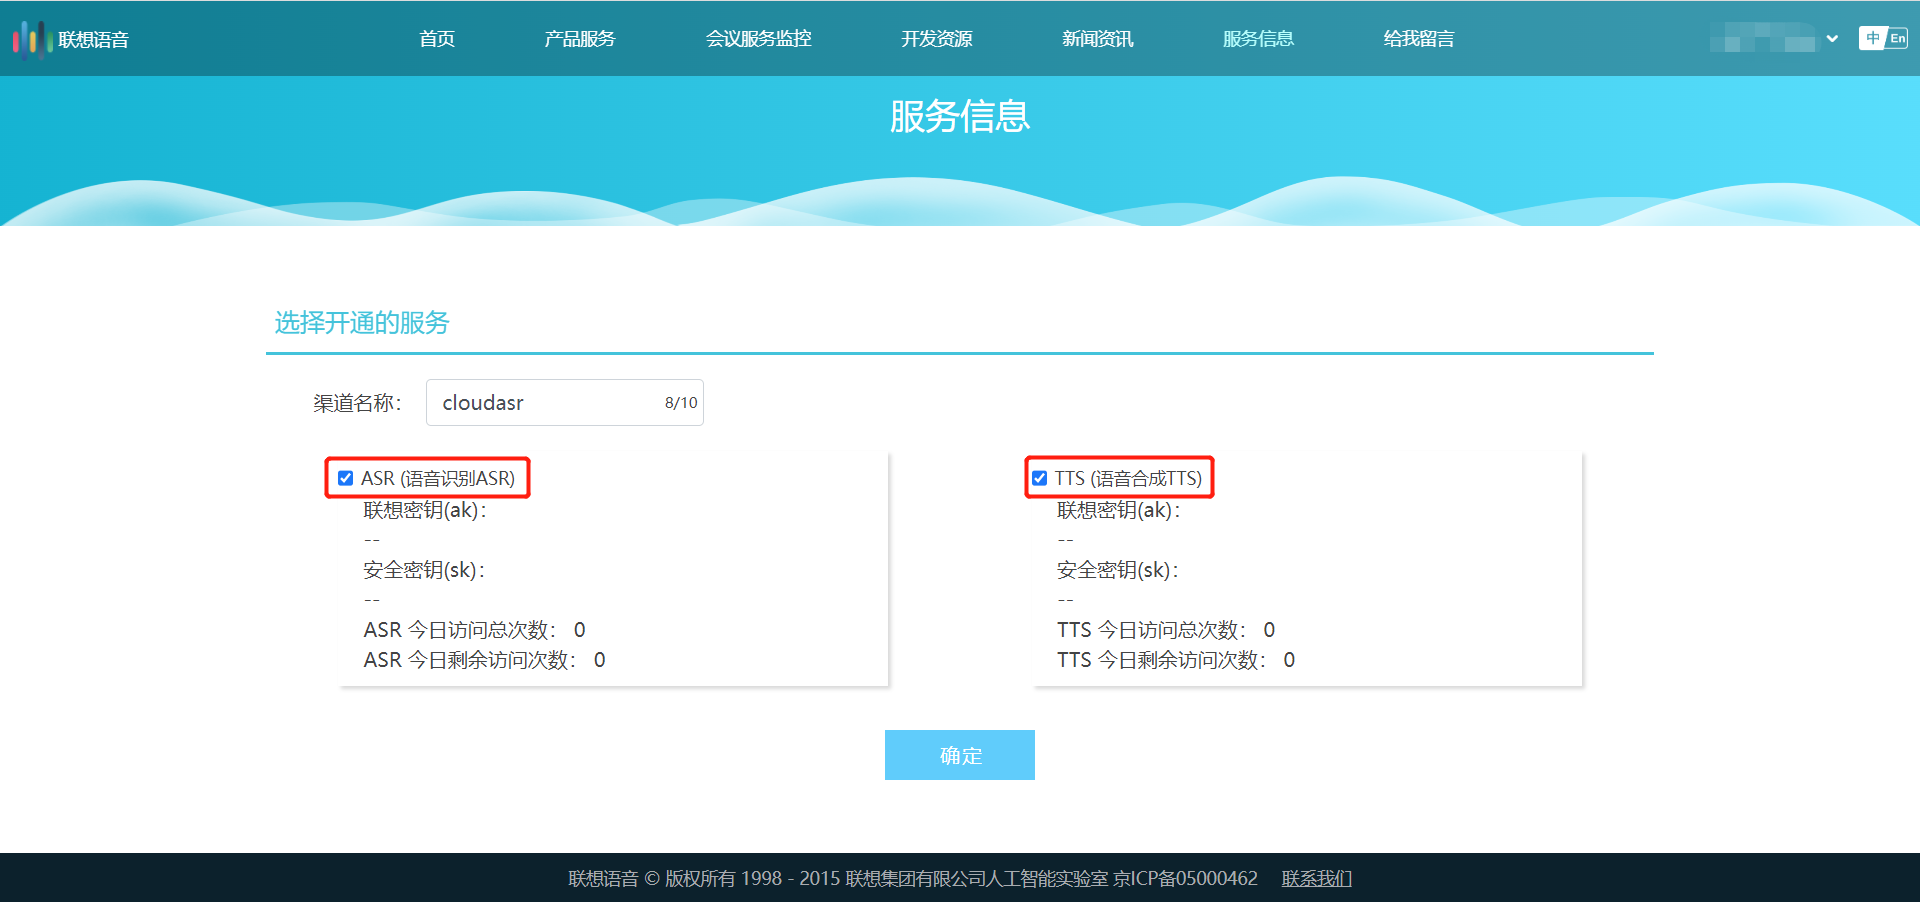 联想语音
首页
产品服务
会议服务监控
开发资源
新闻资讯
服务信息
给我留言
中
En
服务信息
选择开通的服务
渠道名称：
cloudasr
8/10
ASR (语音识别ASR)
联想密钥(ak)：
--
安全密钥(sk)：
--
ASR 今日访问总次数： 0
ASR 今日剩余访问次数： 0
TTS (语音合成TTS)
联想密钥(ak)：
--
安全密钥(sk)：
--
TTS 今日访问总次数： 0
TTS 今日剩余访问次数： 0
确定
联想语音 © 版权所有 1998 - 2015 联想集团有限公司人工智能实验室 京ICP备05000462 联系我们